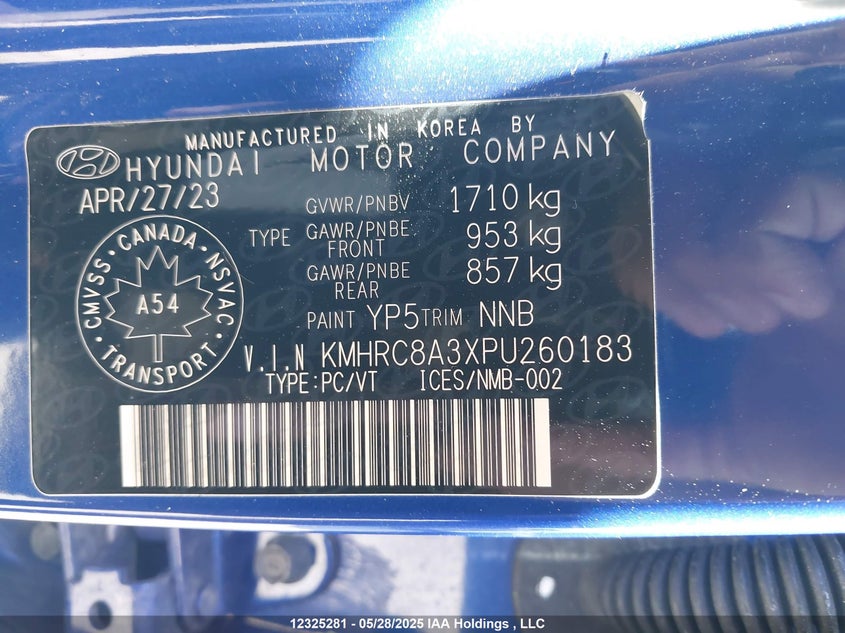 MANUFACTURED IN KOREA BY
HYUNDAI MOTOR COMPANY
APR/27/23
GVWR/PNBV 1710 kg
TYPE GAWR/PNBE FRONT 953 kg
GAWR/PNBE REAR 857 kg
CMVSS · CANADA · NSVAC
A54
TRANSPORT
PAINT YP5 TRIM NNB
V.I.N KMHRC8A3XPU260183
TYPE:PC/VT ICES/NMB-002
12325281 - 05/28/2025 IAA Holdings , LLC